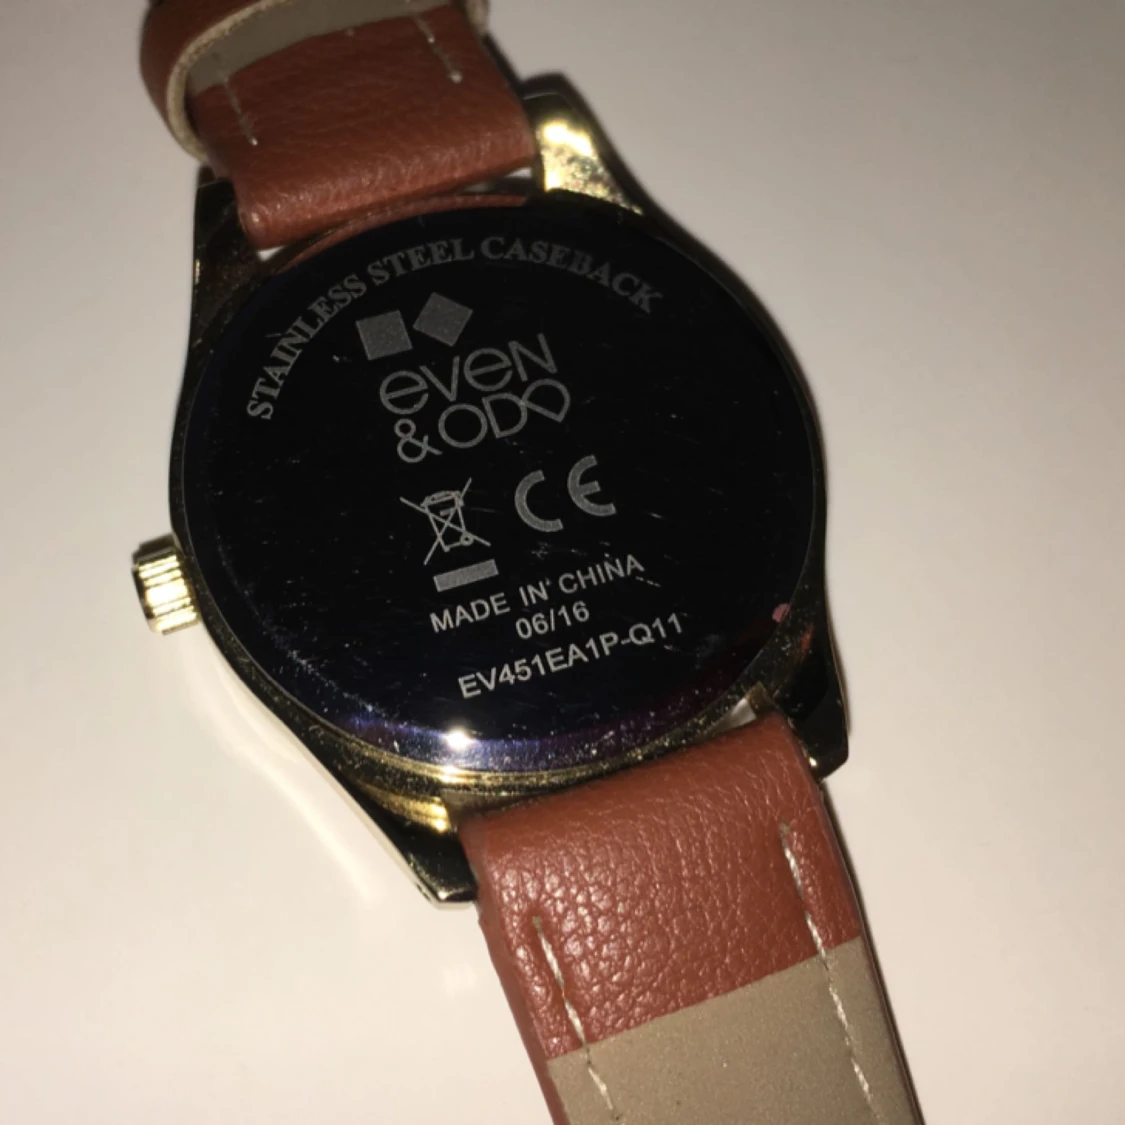 STAINLESS STEEL CASEBACK
eVeN
& ODD
CE
MADE IN CHINA
06/16
EV451EA1P-Q11